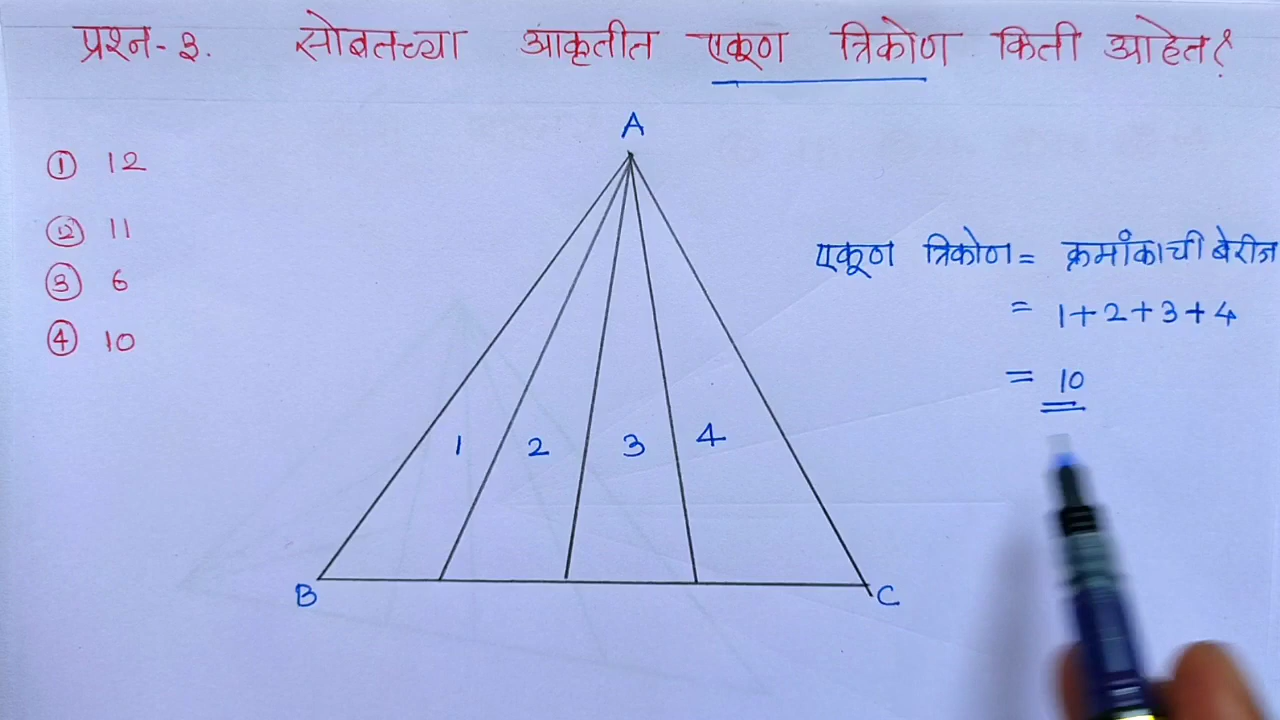 प्रश्न-३. सोबतच्या आकृतीत एकूण त्रिकोण किती आहेत?
① 12
② 11
③ 6
④ 10
A
B
C
1 2 3 4
एकूण त्रिकोण = क्रमांकाची बेरीज
= 1+2+3+4
= 10